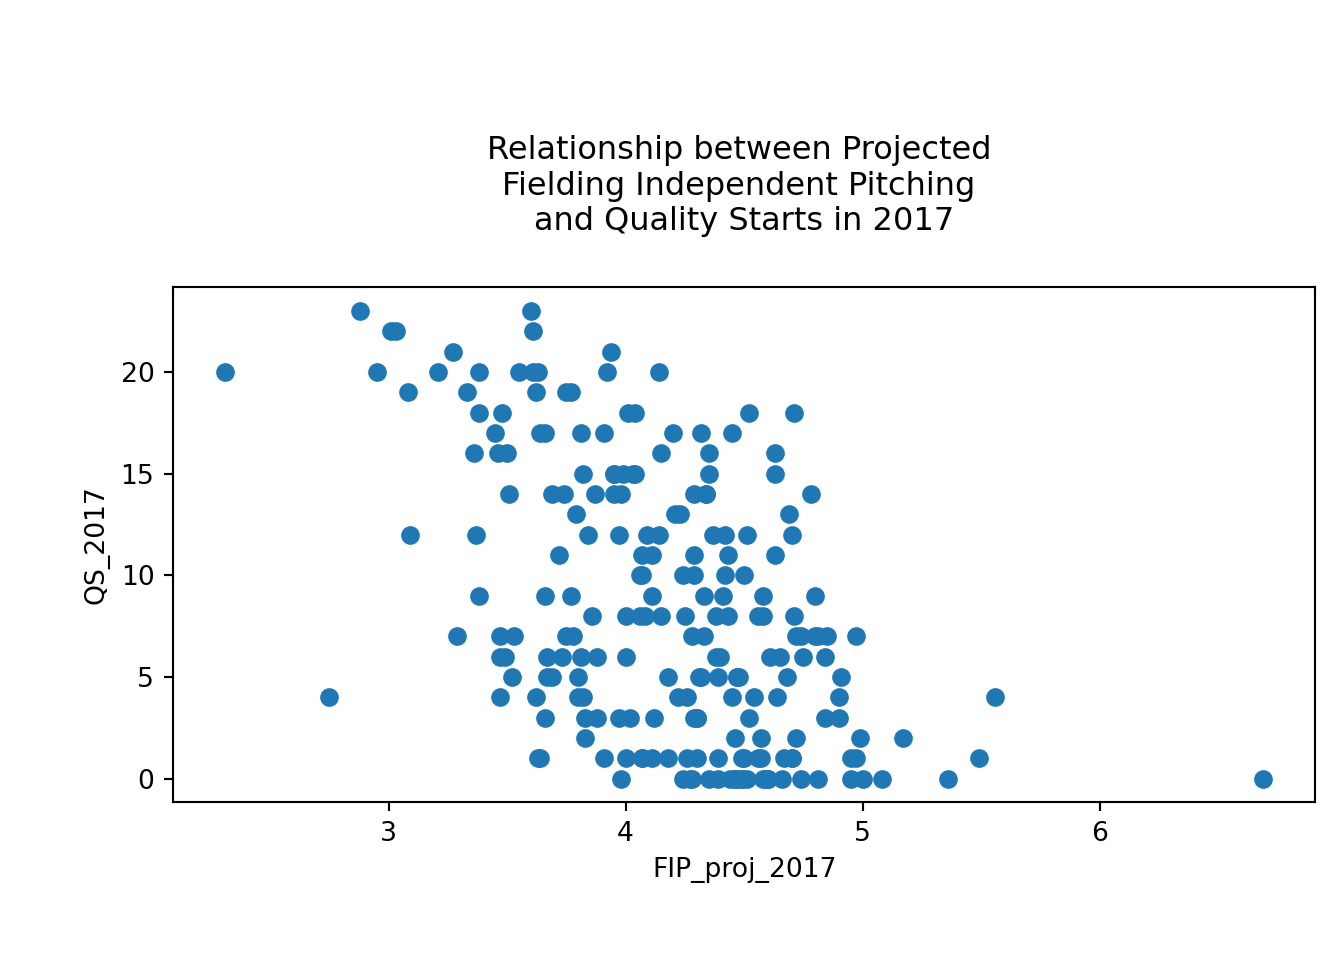 Relationship between Projected
Fielding Independent Pitching
and Quality Starts in 2017
20
15
10
5
0
QS_2017
3 4 5 6
FIP_proj_2017